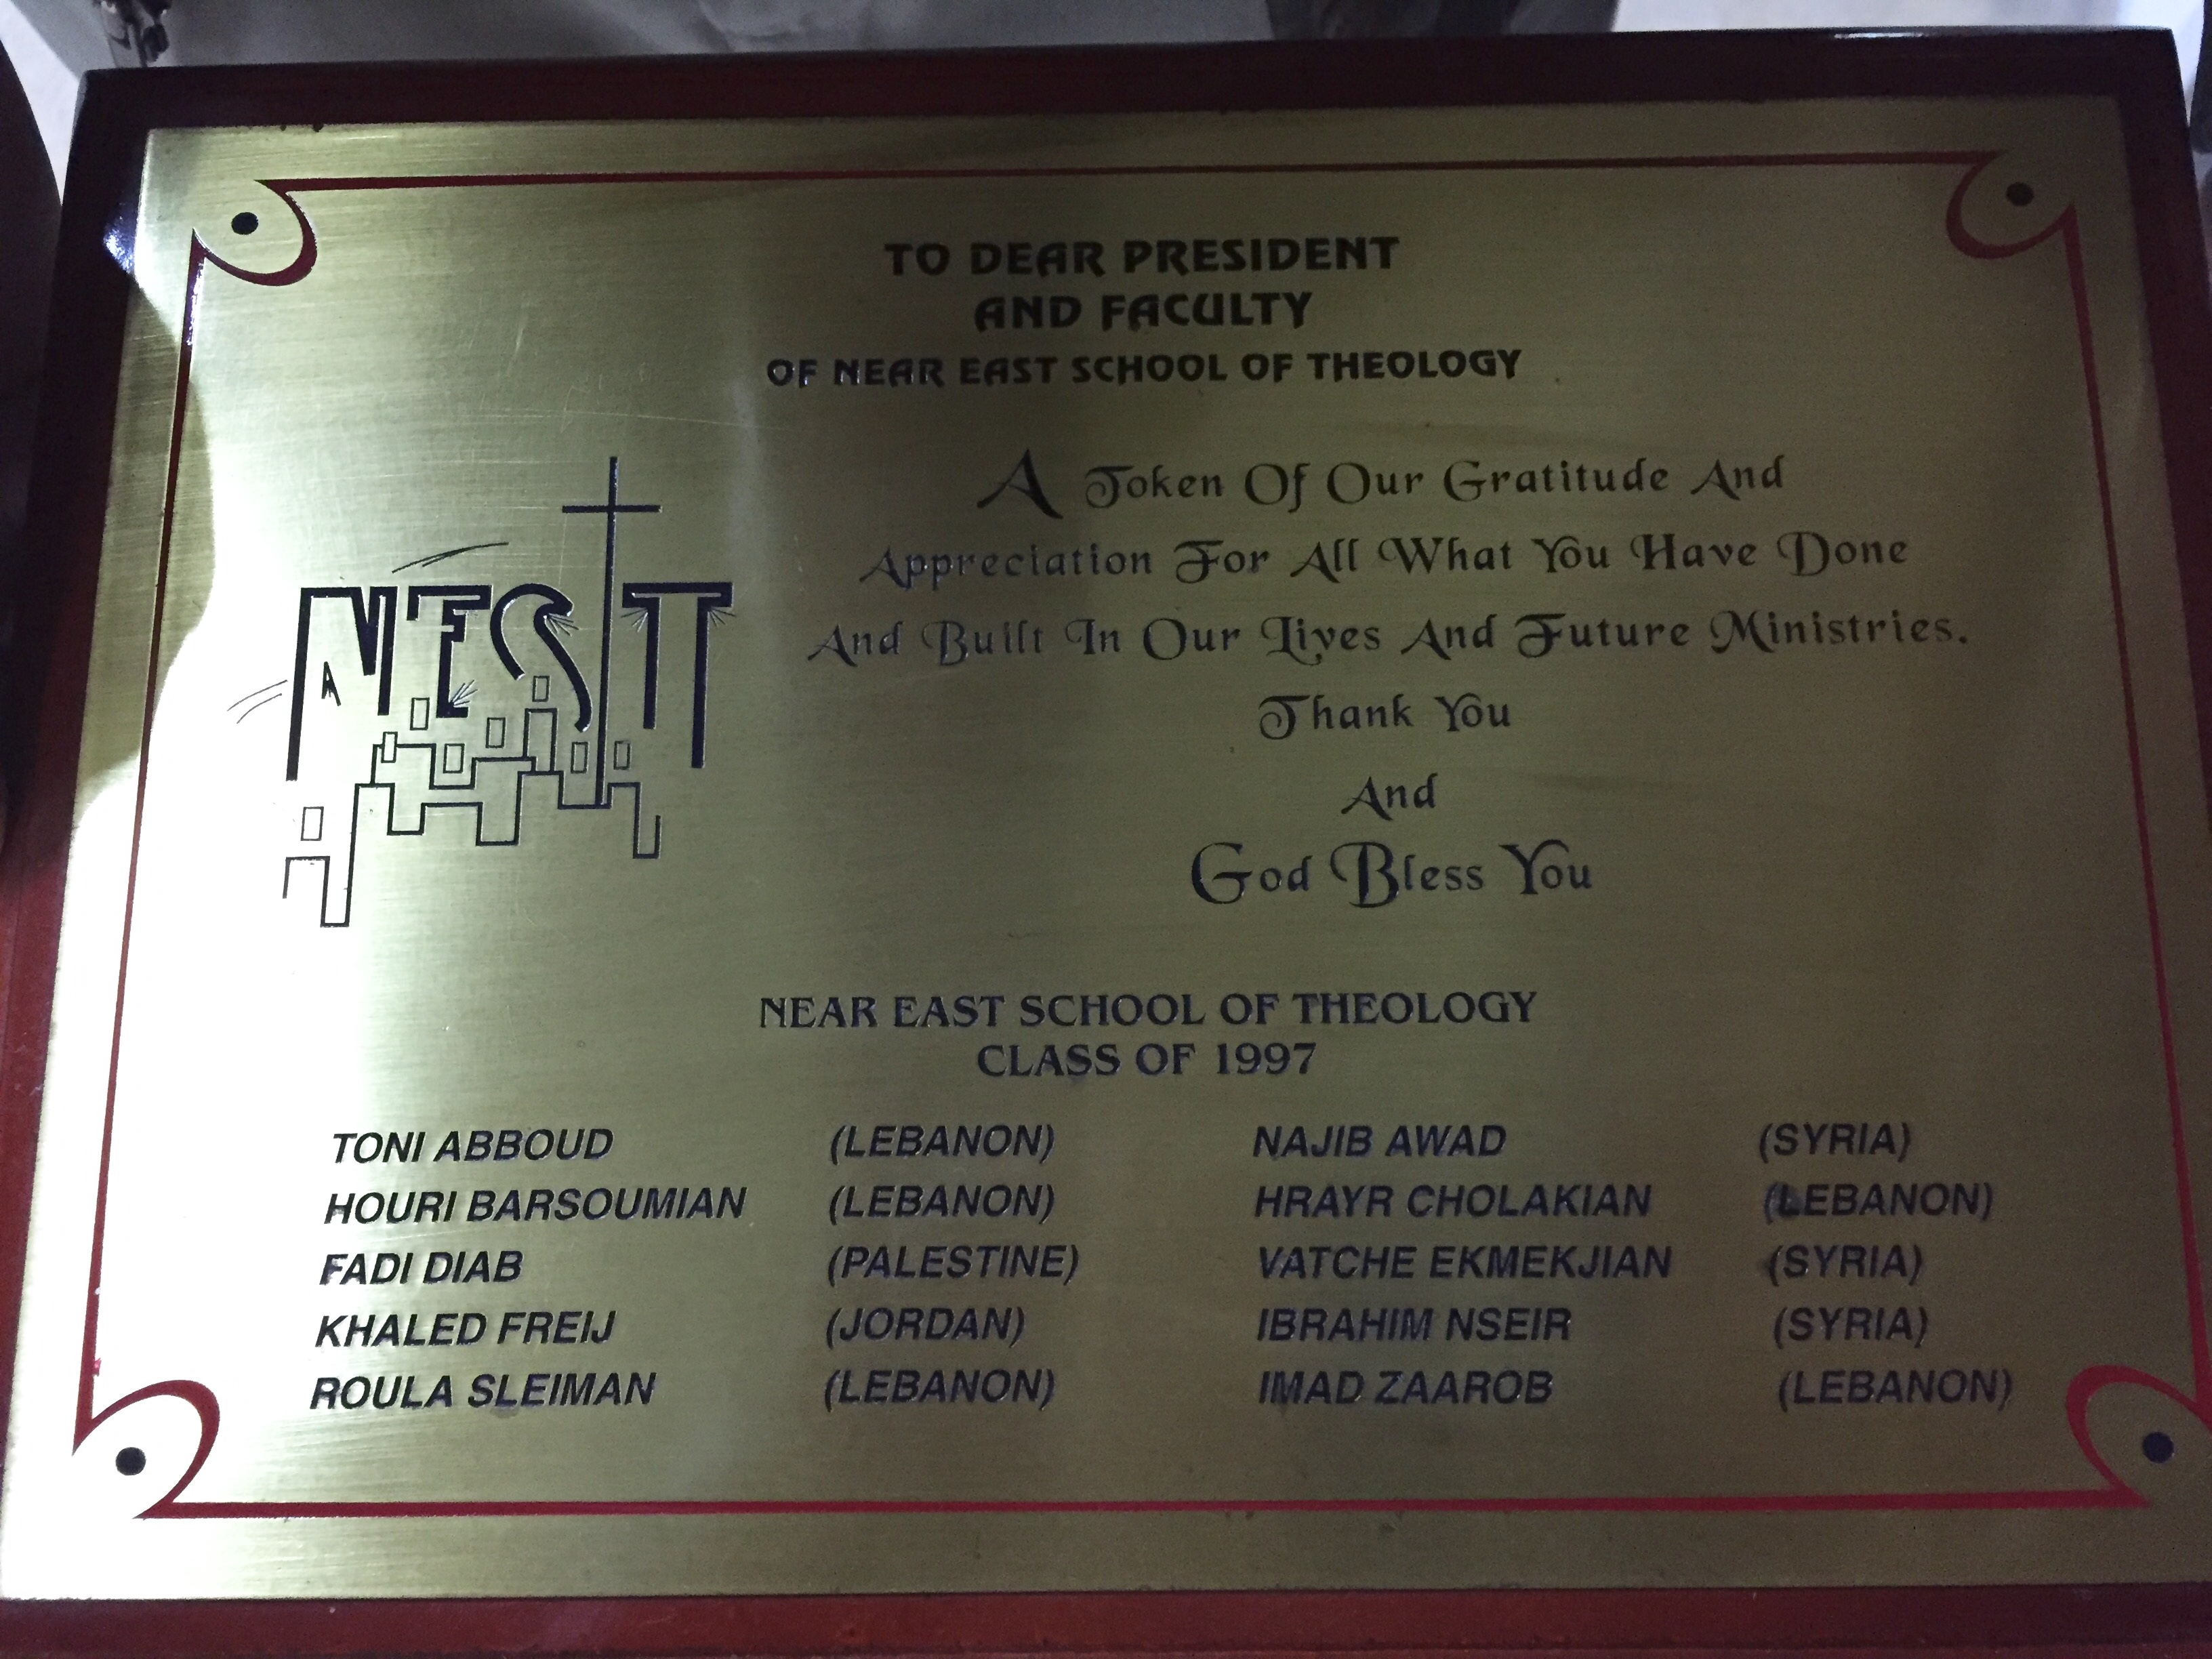 TO DEAR PRESIDENT
AND FACULTY
OF NEAR EAST SCHOOL OF THEOLOGY
A Token Of Our Gratitude And
Appreciation For All What You Have Done
And Built In Our Lives And Future Ministries.
Thank You
And
God Bless You
NEST
NEAR EAST SCHOOL OF THEOLOGY
CLASS OF 1997
TONI ABBOUD (LEBANON) NAJIB AWAD (SYRIA)
HOURI BARSOUMIAN (LEBANON) HRAYR CHOLAKIAN (LEBANON)
FADI DIAB (PALESTINE) VATCHE EKMEKJIAN (SYRIA)
KHALED FREIJ (JORDAN) IBRAHIM NSEIR (SYRIA)
ROULA SLEIMAN (LEBANON) IMAD ZAAROB (LEBANON)